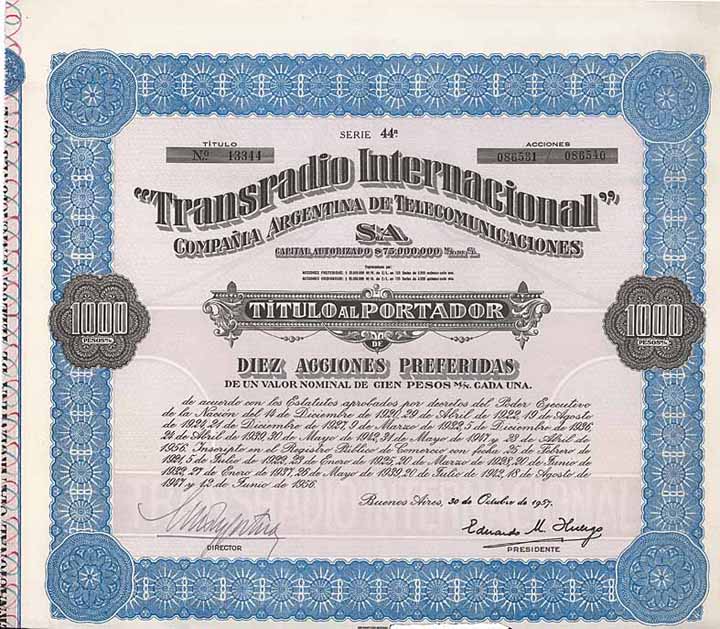 SERIE 44ª
TÍTULO
Nº 13344
ACCIONES
086531 / 086540
"Transradio Internacional"
COMPAÑIA ARGENTINA DE TELECOMUNICACIONES
S.A.
CAPITAL AUTORIZADO $ 75.000.000 M/N. DE C/L.
TÍTULO AL PORTADOR
DE
1000
PESOS M/N.
1000
PESOS M/N.
DIEZ ACCIONES PREFERIDAS
DE UN VALOR NOMINAL DE CIEN PESOS M/N. CADA UNA.
de acuerdo con los Estatutos aprobados por decretos del Poder Ejecutivo
de la Nación del 14 de Diciembre de 1920, 29 de Abril de 1922, 19 de Agosto
de 1924, 21 de Diciembre de 1927, 9 de Marzo de 1932, 5 de Diciembre de 1936,
24 de Abril de 1939, 30 de Mayo de 1942, 31 de Mayo de 1947 y 23 de Abril de
1956. Inscripto en el Registro Público de Comercio con fecha 25 de Febrero de
1921, 5 de Julio de 1922, 23 de Enero de 1925, 20 de Marzo de 1928, 20 de Junio de
1932, 27 de Enero de 1937, 26 de Mayo de 1939, 20 de Julio de 1942, 18 de Agosto de
1947 y 12 de Junio de 1956.
Buenos Aires, 30 de Octubre de 1957.
DIRECTOR
Eduardo M. Huergo
PRESIDENTE